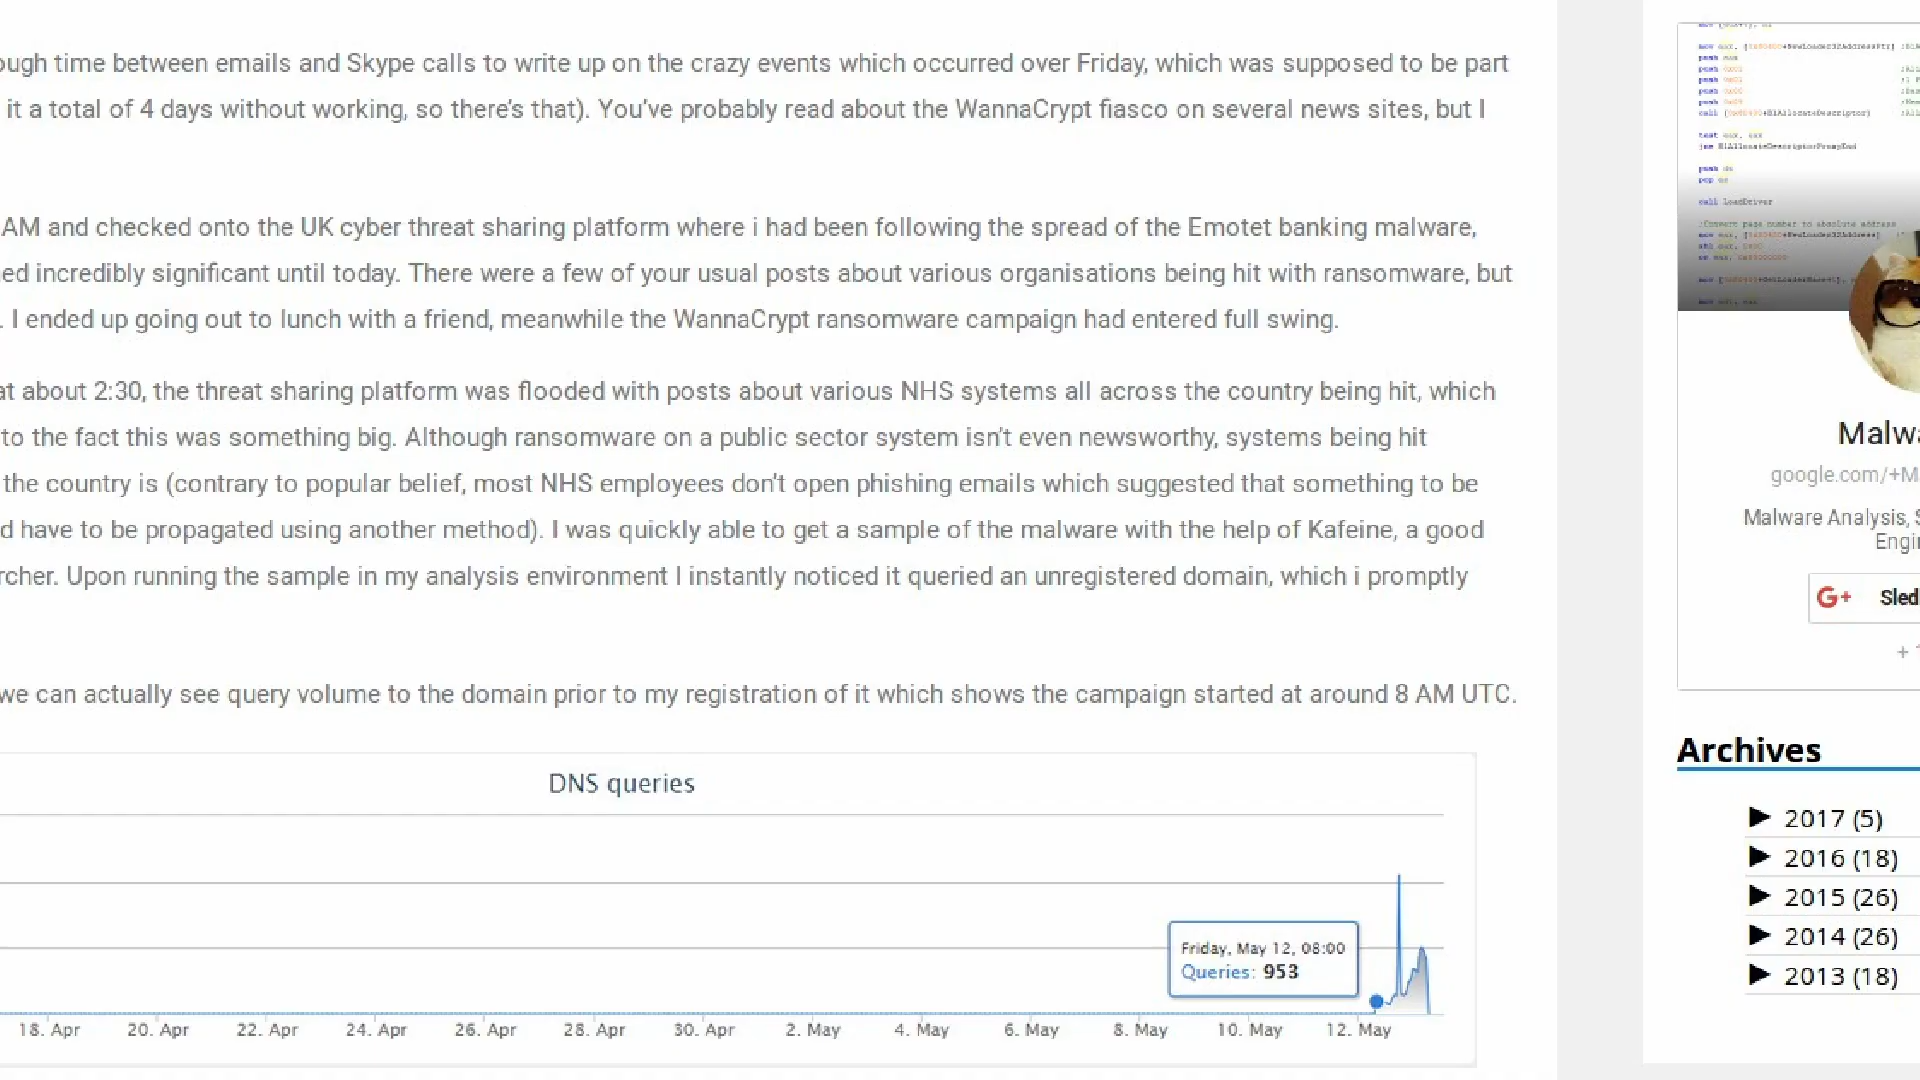 ough time between emails and Skype calls to write up on the crazy events which occurred over Friday, which was supposed to be part
it a total of 4 days without working, so there's that). You've probably read about the WannaCrypt fiasco on several news sites, but I
AM and checked onto the UK cyber threat sharing platform where i had been following the spread of the Emotet banking malware,
ed incredibly significant until today. There were a few of your usual posts about various organisations being hit with ransomware, but
. I ended up going out to lunch with a friend, meanwhile the WannaCrypt ransomware campaign had entered full swing.
at about 2:30, the threat sharing platform was flooded with posts about various NHS systems all across the country being hit, which
to the fact this was something big. Although ransomware on a public sector system isn't even newsworthy, systems being hit
the country is (contrary to popular belief, most NHS employees don't open phishing emails which suggested that something to be
d have to be propagated using another method). I was quickly able to get a sample of the malware with the help of Kafeine, a good
rcher. Upon running the sample in my analysis environment I instantly noticed it queried an unregistered domain, which i promptly
we can actually see query volume to the domain prior to my registration of it which shows the campaign started at around 8 AM UTC.
DNS queries
Friday, May 12, 08:00
Queries: 953
18. Apr 20. Apr 22. Apr 24. Apr 26. Apr 28. Apr 30. Apr 2. May 4. May 6. May 8. May 10. May 12. May
test eax, eax
call LoadDriver
Malwa
google.com/+M
Malware Analysis, S
Engin
G+ Sled
+ 1
Archives
2017 (5)
2016 (18)
2015 (26)
2014 (26)
2013 (18)